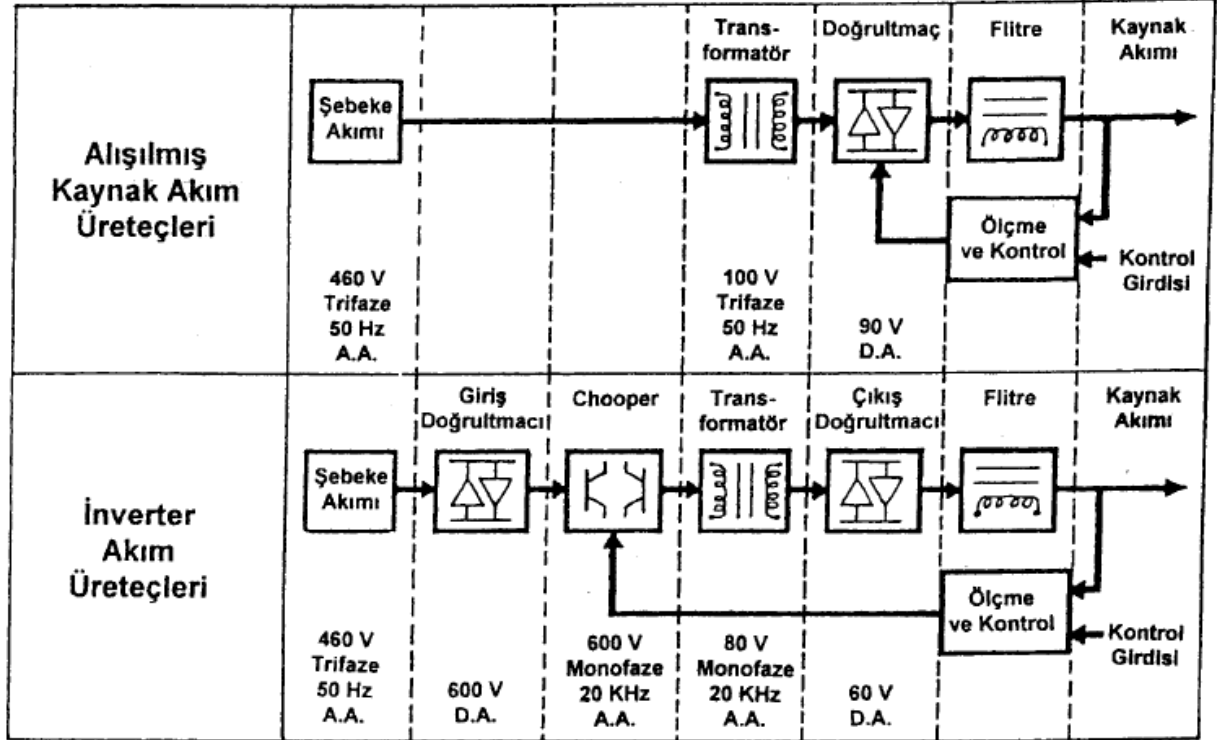 Alışılmış
Kaynak Akım
Üreteçleri
Şebeke
Akımı
460 V
Trifaze
50 Hz
A.A.
Trans-
formatör
100 V
Trifaze
50 Hz
A.A.
Doğrultmaç
90 V
D.A.
Flitre
Ölçme
ve Kontrol
Kaynak
Akımı
Kontrol
Girdisi
İnverter
Akım
Üreteçleri
Şebeke
Akımı
460 V
Trifaze
50 Hz
A.A.
Giriş
Doğrultmacı
600 V
D.A.
Chooper
600 V
Monofaze
20 KHz
A.A.
Trans-
formatör
80 V
Monofaze
20 KHz
A.A.
Çıkış
Doğrultmacı
60 V
D.A.
Flitre
Ölçme
ve Kontrol
Kaynak
Akımı
Kontrol
Girdisi